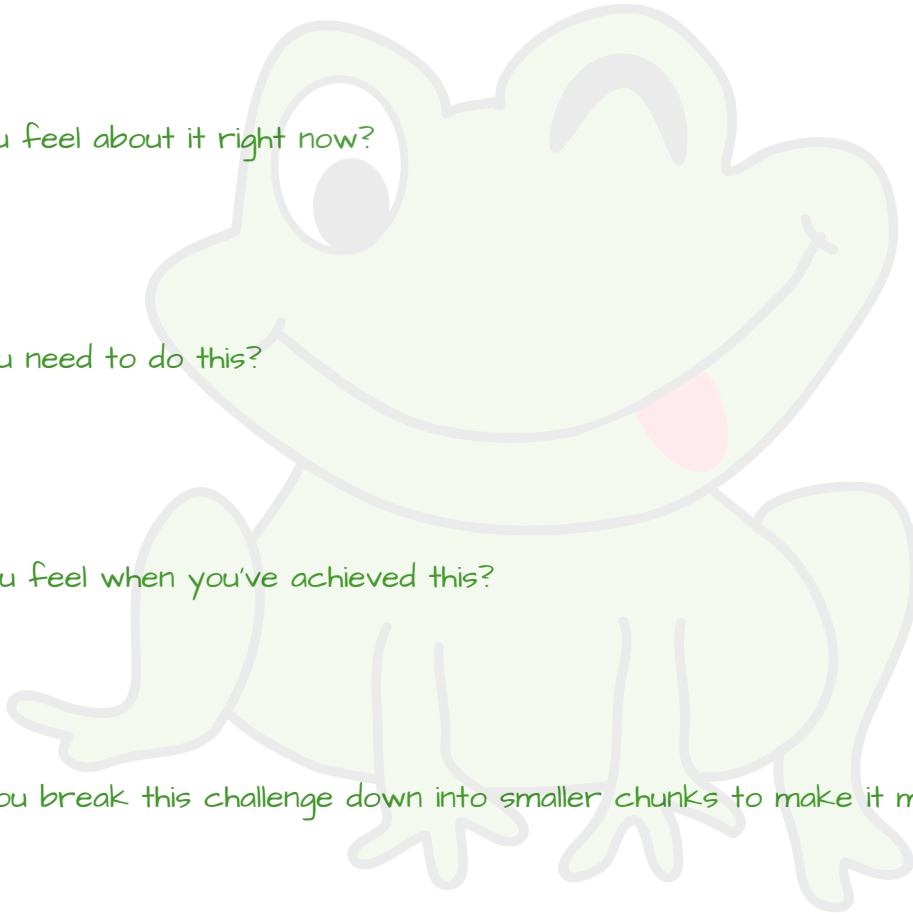 u feel about it right now?
u need to do this?
u feel when you've achieved this?
ou break this challenge down into smaller chunks to make it m